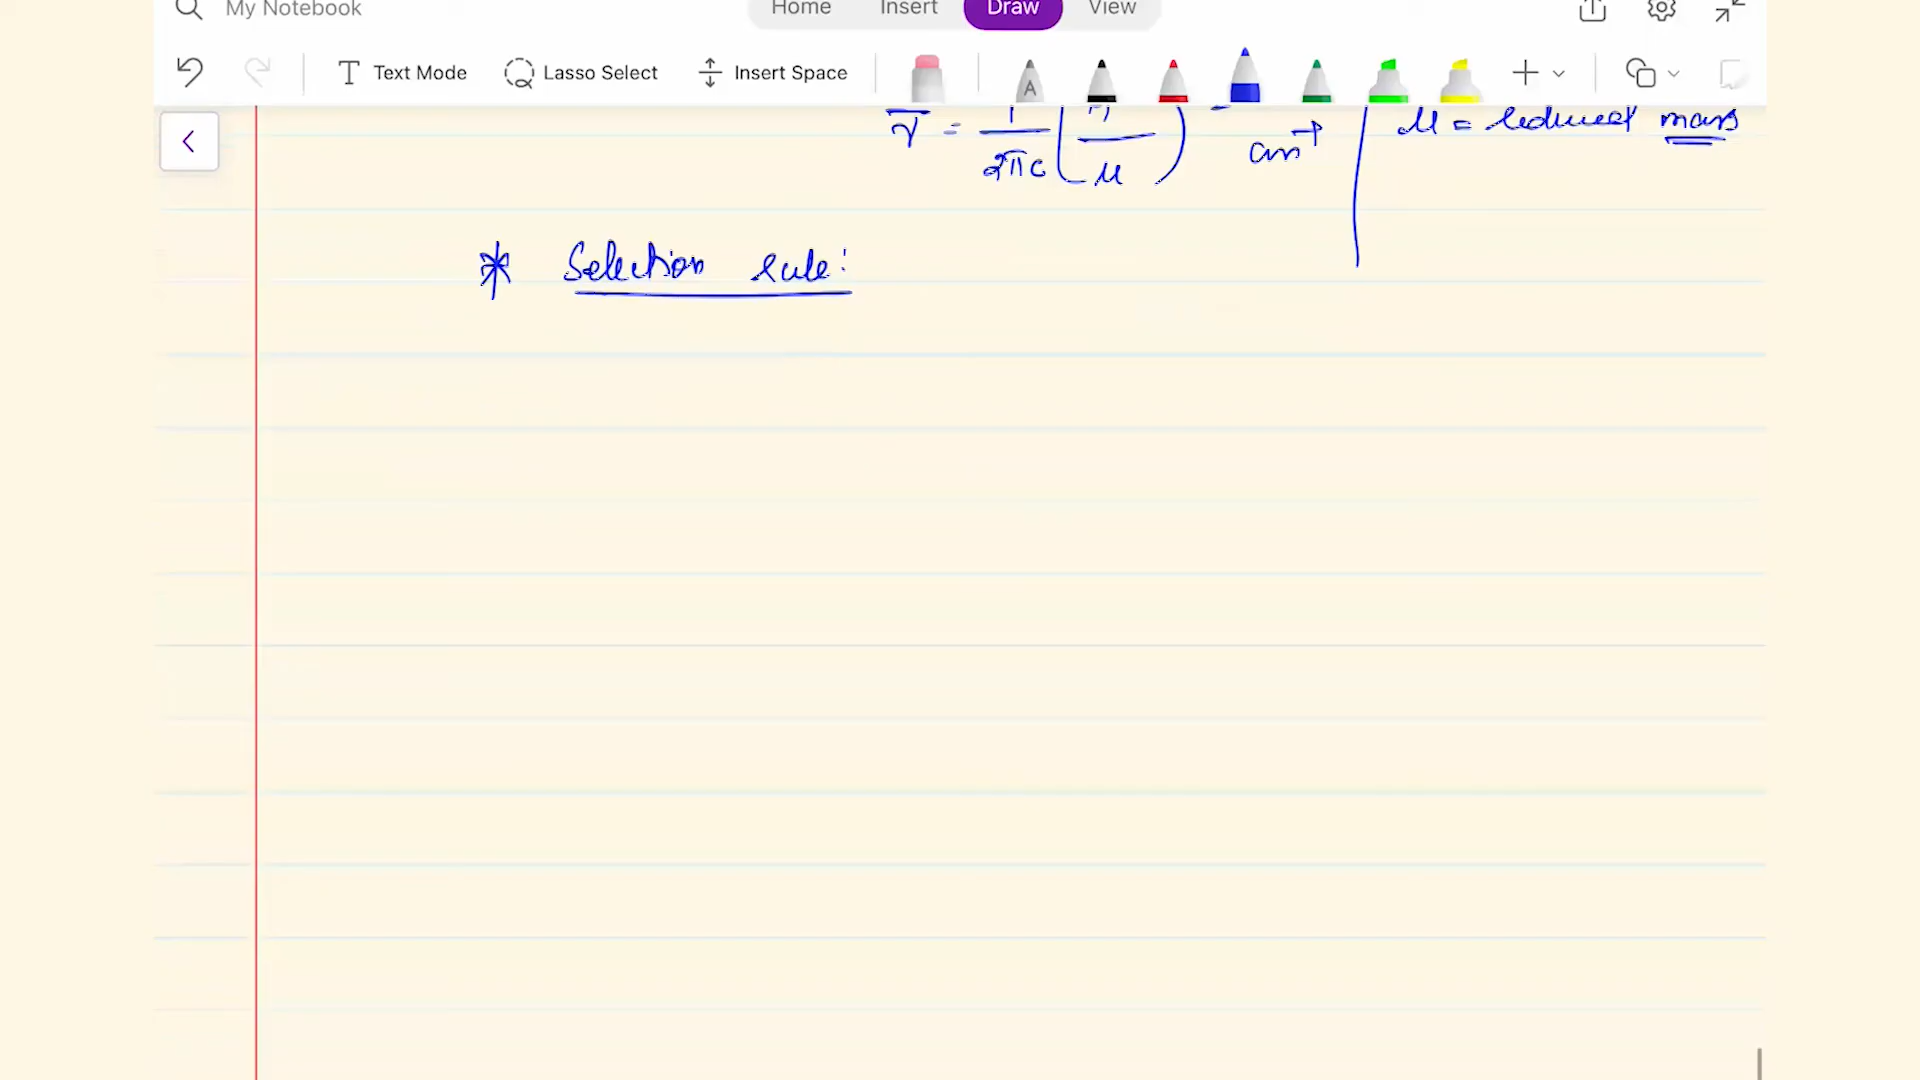 My Notebook Home Insert Draw View
Text Mode Lasso Select Insert Space A
ν̅ = 1/2πc ( /μ ) cm⁻¹ μ = reduced mass
* Selection rule: